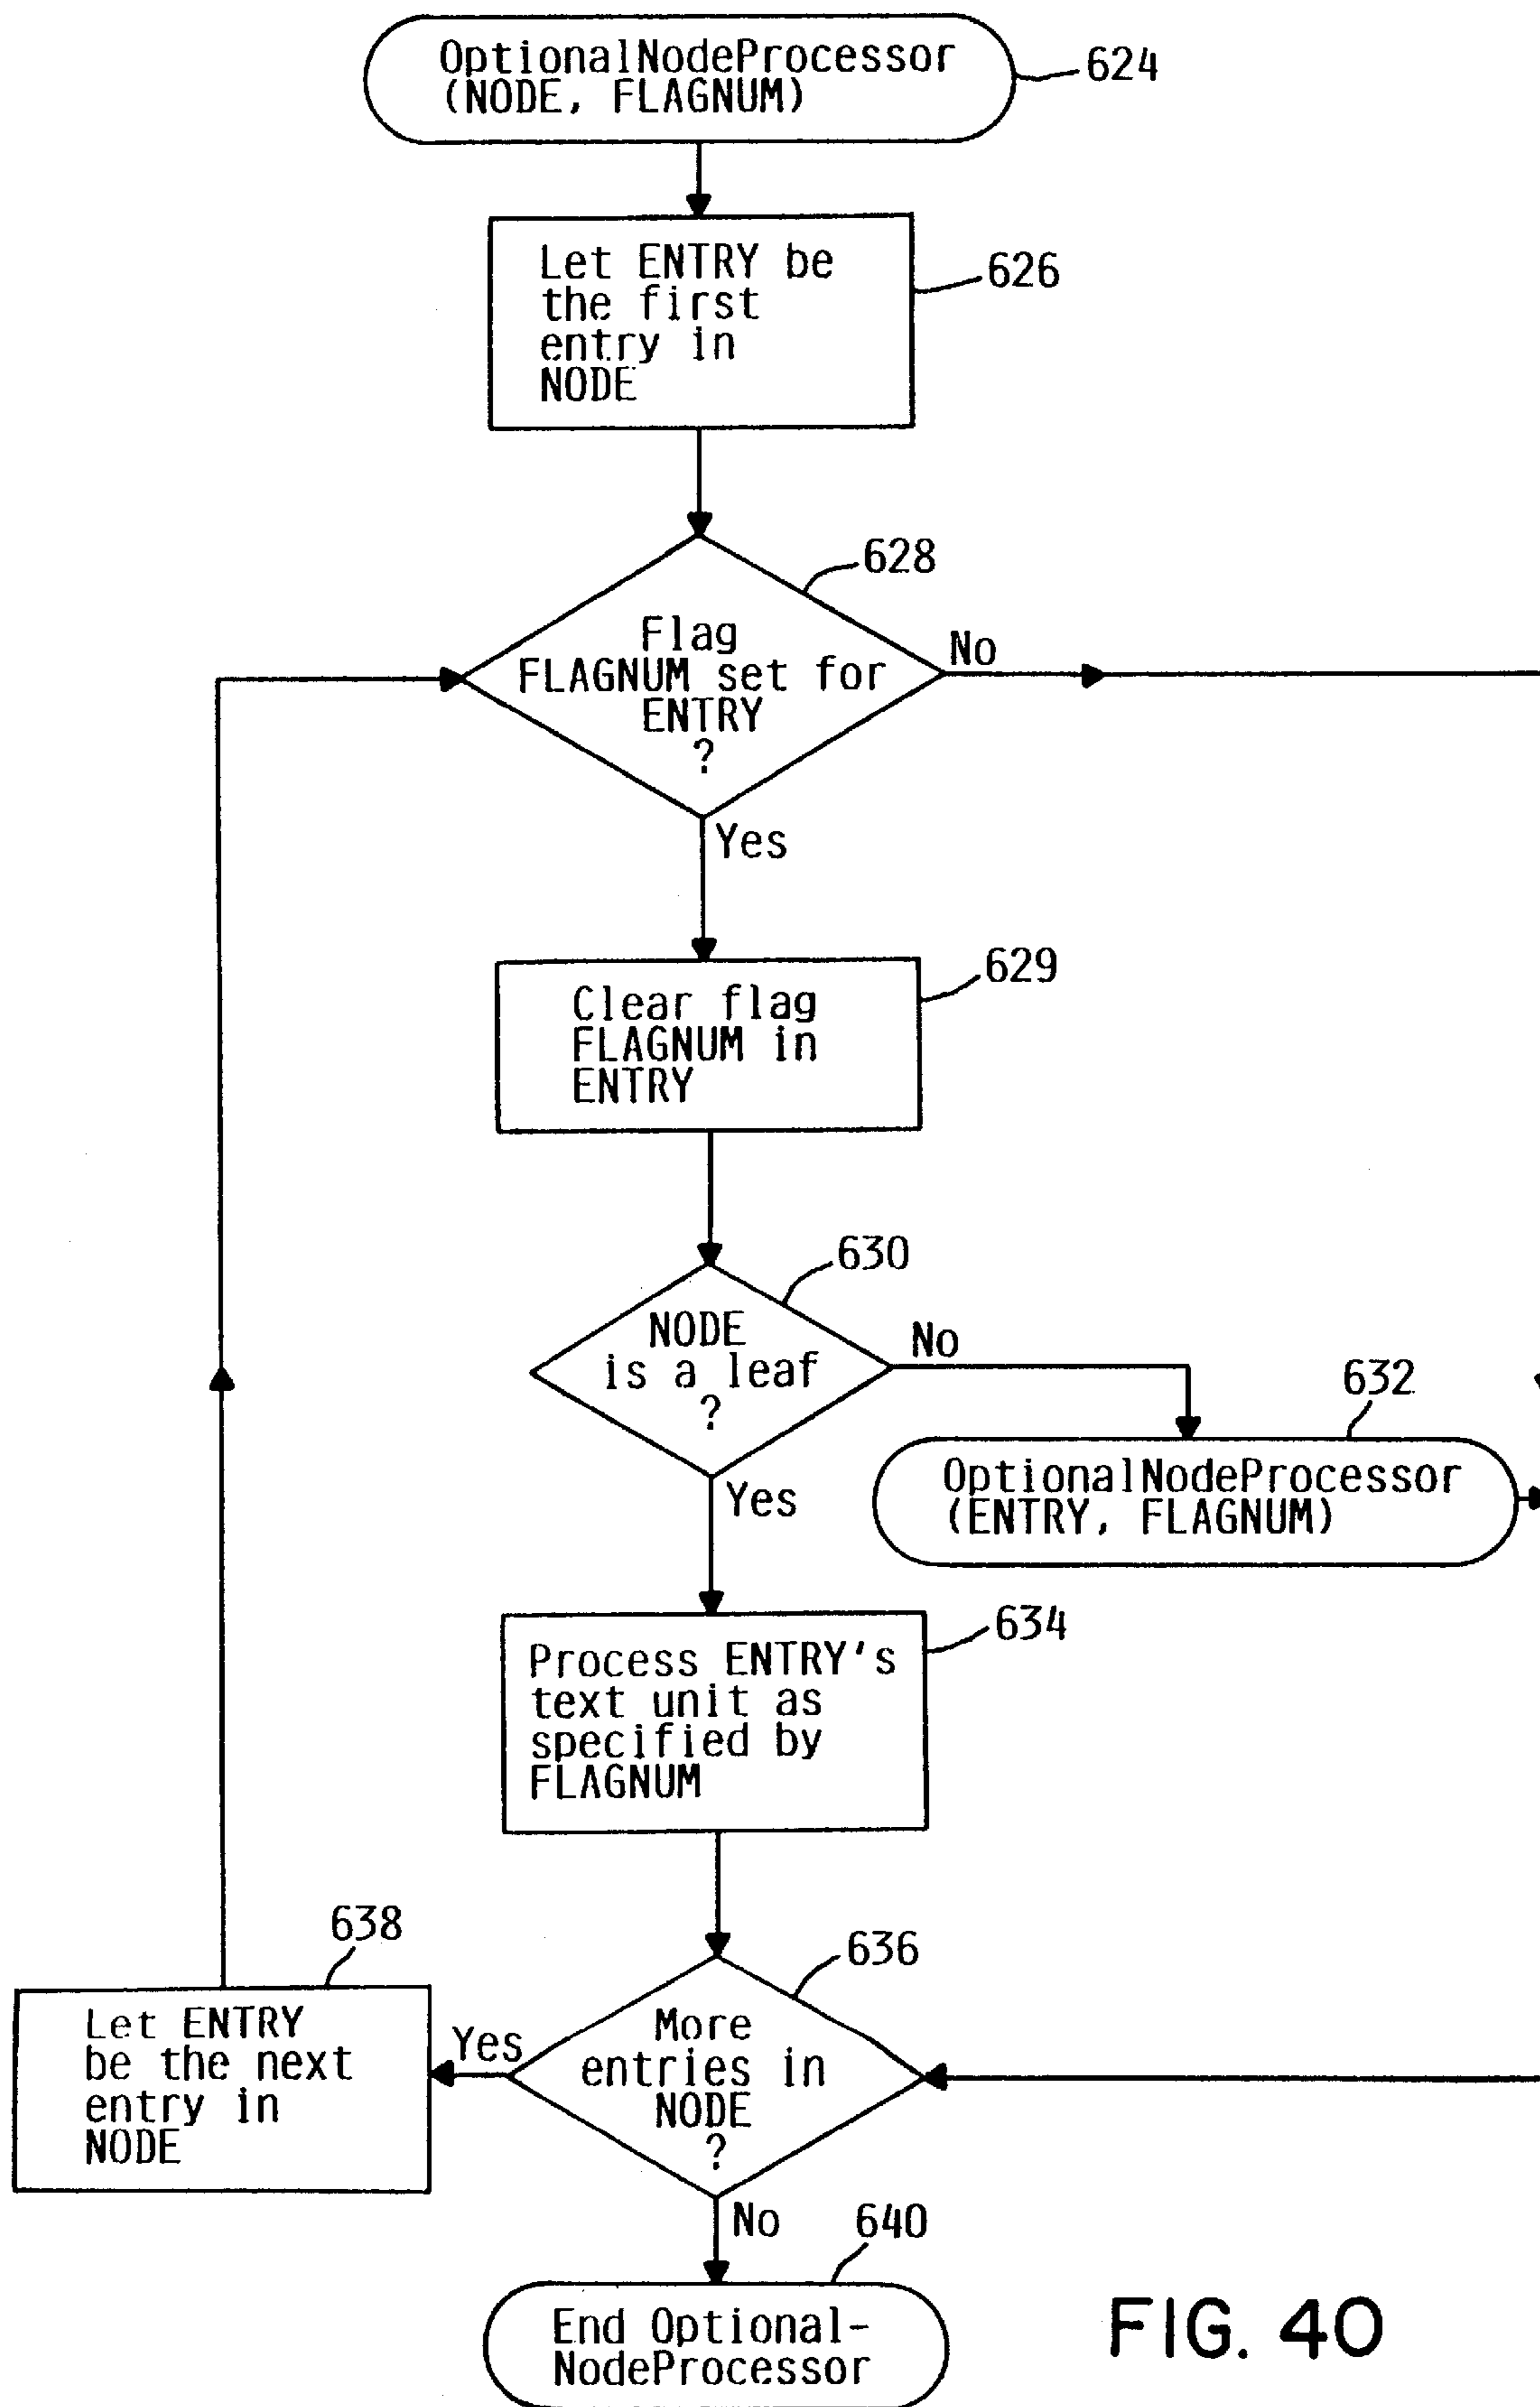 OptionalNodeProcessor
(NODE, FLAGNUM)
624
Let ENTRY be
the first
entry in
NODE
626
628
Flag
FLAGNUM set for
ENTRY
?
No
Yes
629
Clear flag
FLAGNUM in
ENTRY
630
NODE
is a leaf
?
No
632
OptionalNodeProcessor
(ENTRY, FLAGNUM)
Yes
634
Process ENTRY's
text unit as
specified by
FLAGNUM
638
636
Let ENTRY
be the next
entry in
NODE
Yes
More
entries in
NODE
?
No
640
End Optional-
NodeProcessor
FIG. 40